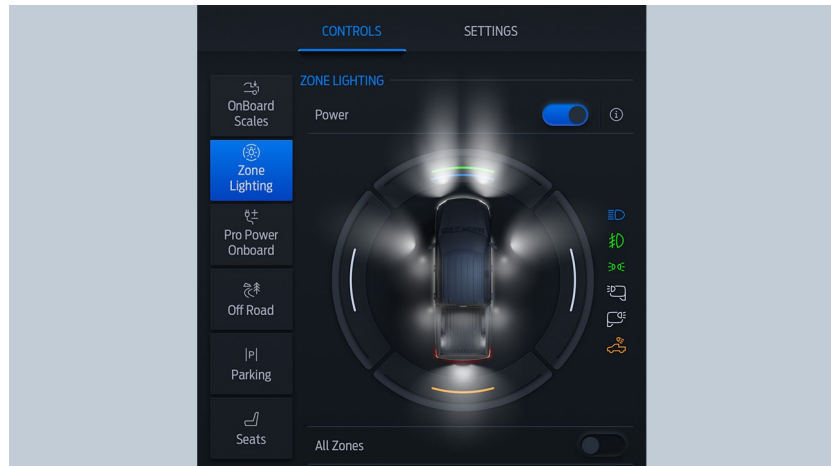 CONTROLS
SETTINGS
OnBoard
Scales
Zone
Lighting
Pro Power
Onboard
Off Road
|P|
Parking
Seats
ZONE LIGHTING
Power
All Zones